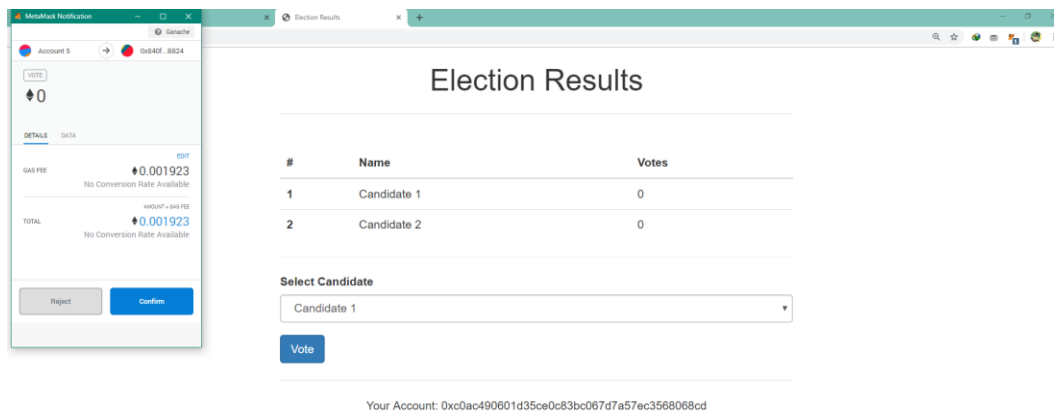 MetaMask Notification
Ganache
Account 5
0x840f...8824
VOTE
0
DETAILS DATA
EDIT
GAS FEE 0.001923
No Conversion Rate Available
AMOUNT + GAS FEE
TOTAL 0.001923
No Conversion Rate Available
Reject Confirm
Election Results
Election Results
# Name Votes
1 Candidate 1 0
2 Candidate 2 0
Select Candidate
Candidate 1
Vote
Your Account: 0xc0ac490601d35ce0c83bc067d7a57ec3568068cd